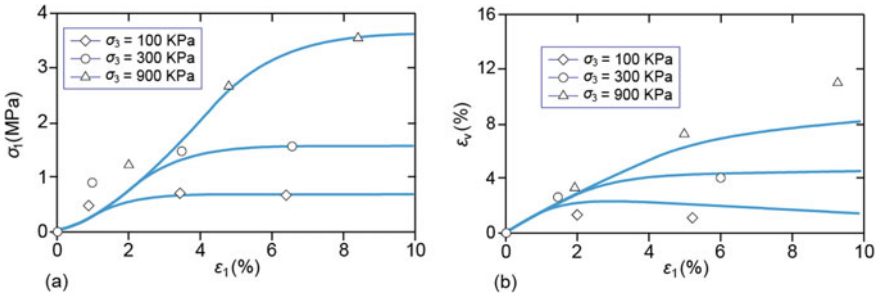 4
3
2
1
0
σ₁(MPa)
σ₃ = 100 KPa
σ₃ = 300 KPa
σ₃ = 900 KPa
0 2 4 6 8 10
ε₁(%)
(a)
16
12
8
4
0
εᵥ(%)
σ₃ = 100 KPa
σ₃ = 300 KPa
σ₃ = 900 KPa
0 2 4 6 8 10
ε₁(%)
(b)